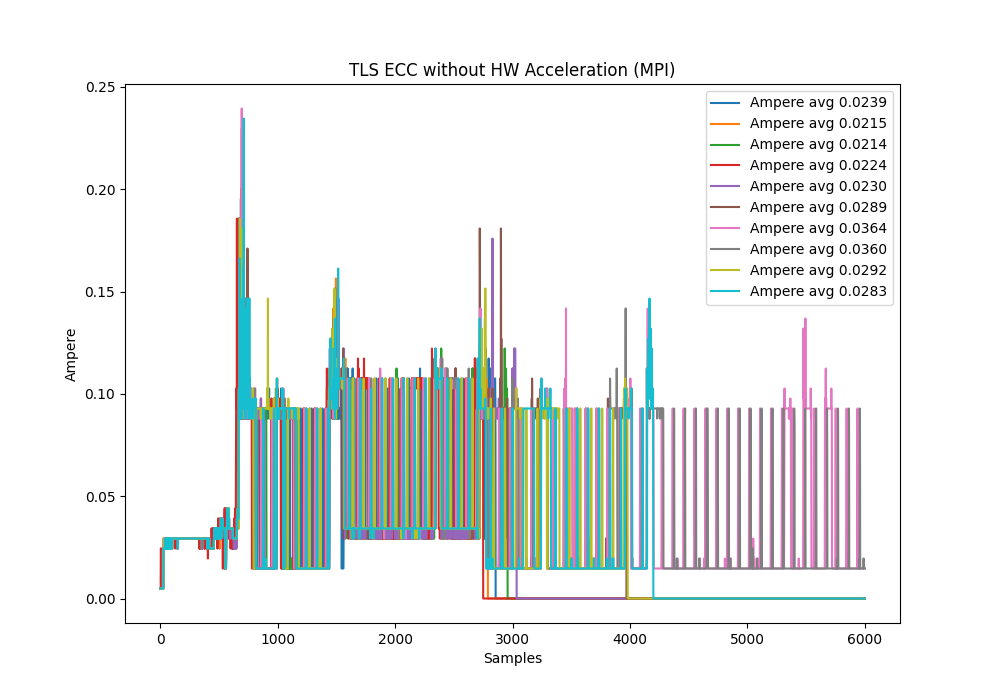 TLS ECC without HW Acceleration (MPI)
0.25
0.20
0.15
0.10
0.05
0.00
Ampere
Ampere avg 0.0239
Ampere avg 0.0215
Ampere avg 0.0214
Ampere avg 0.0224
Ampere avg 0.0230
Ampere avg 0.0289
Ampere avg 0.0364
Ampere avg 0.0360
Ampere avg 0.0292
Ampere avg 0.0283
0 1000 2000 3000 4000 5000 6000
Samples